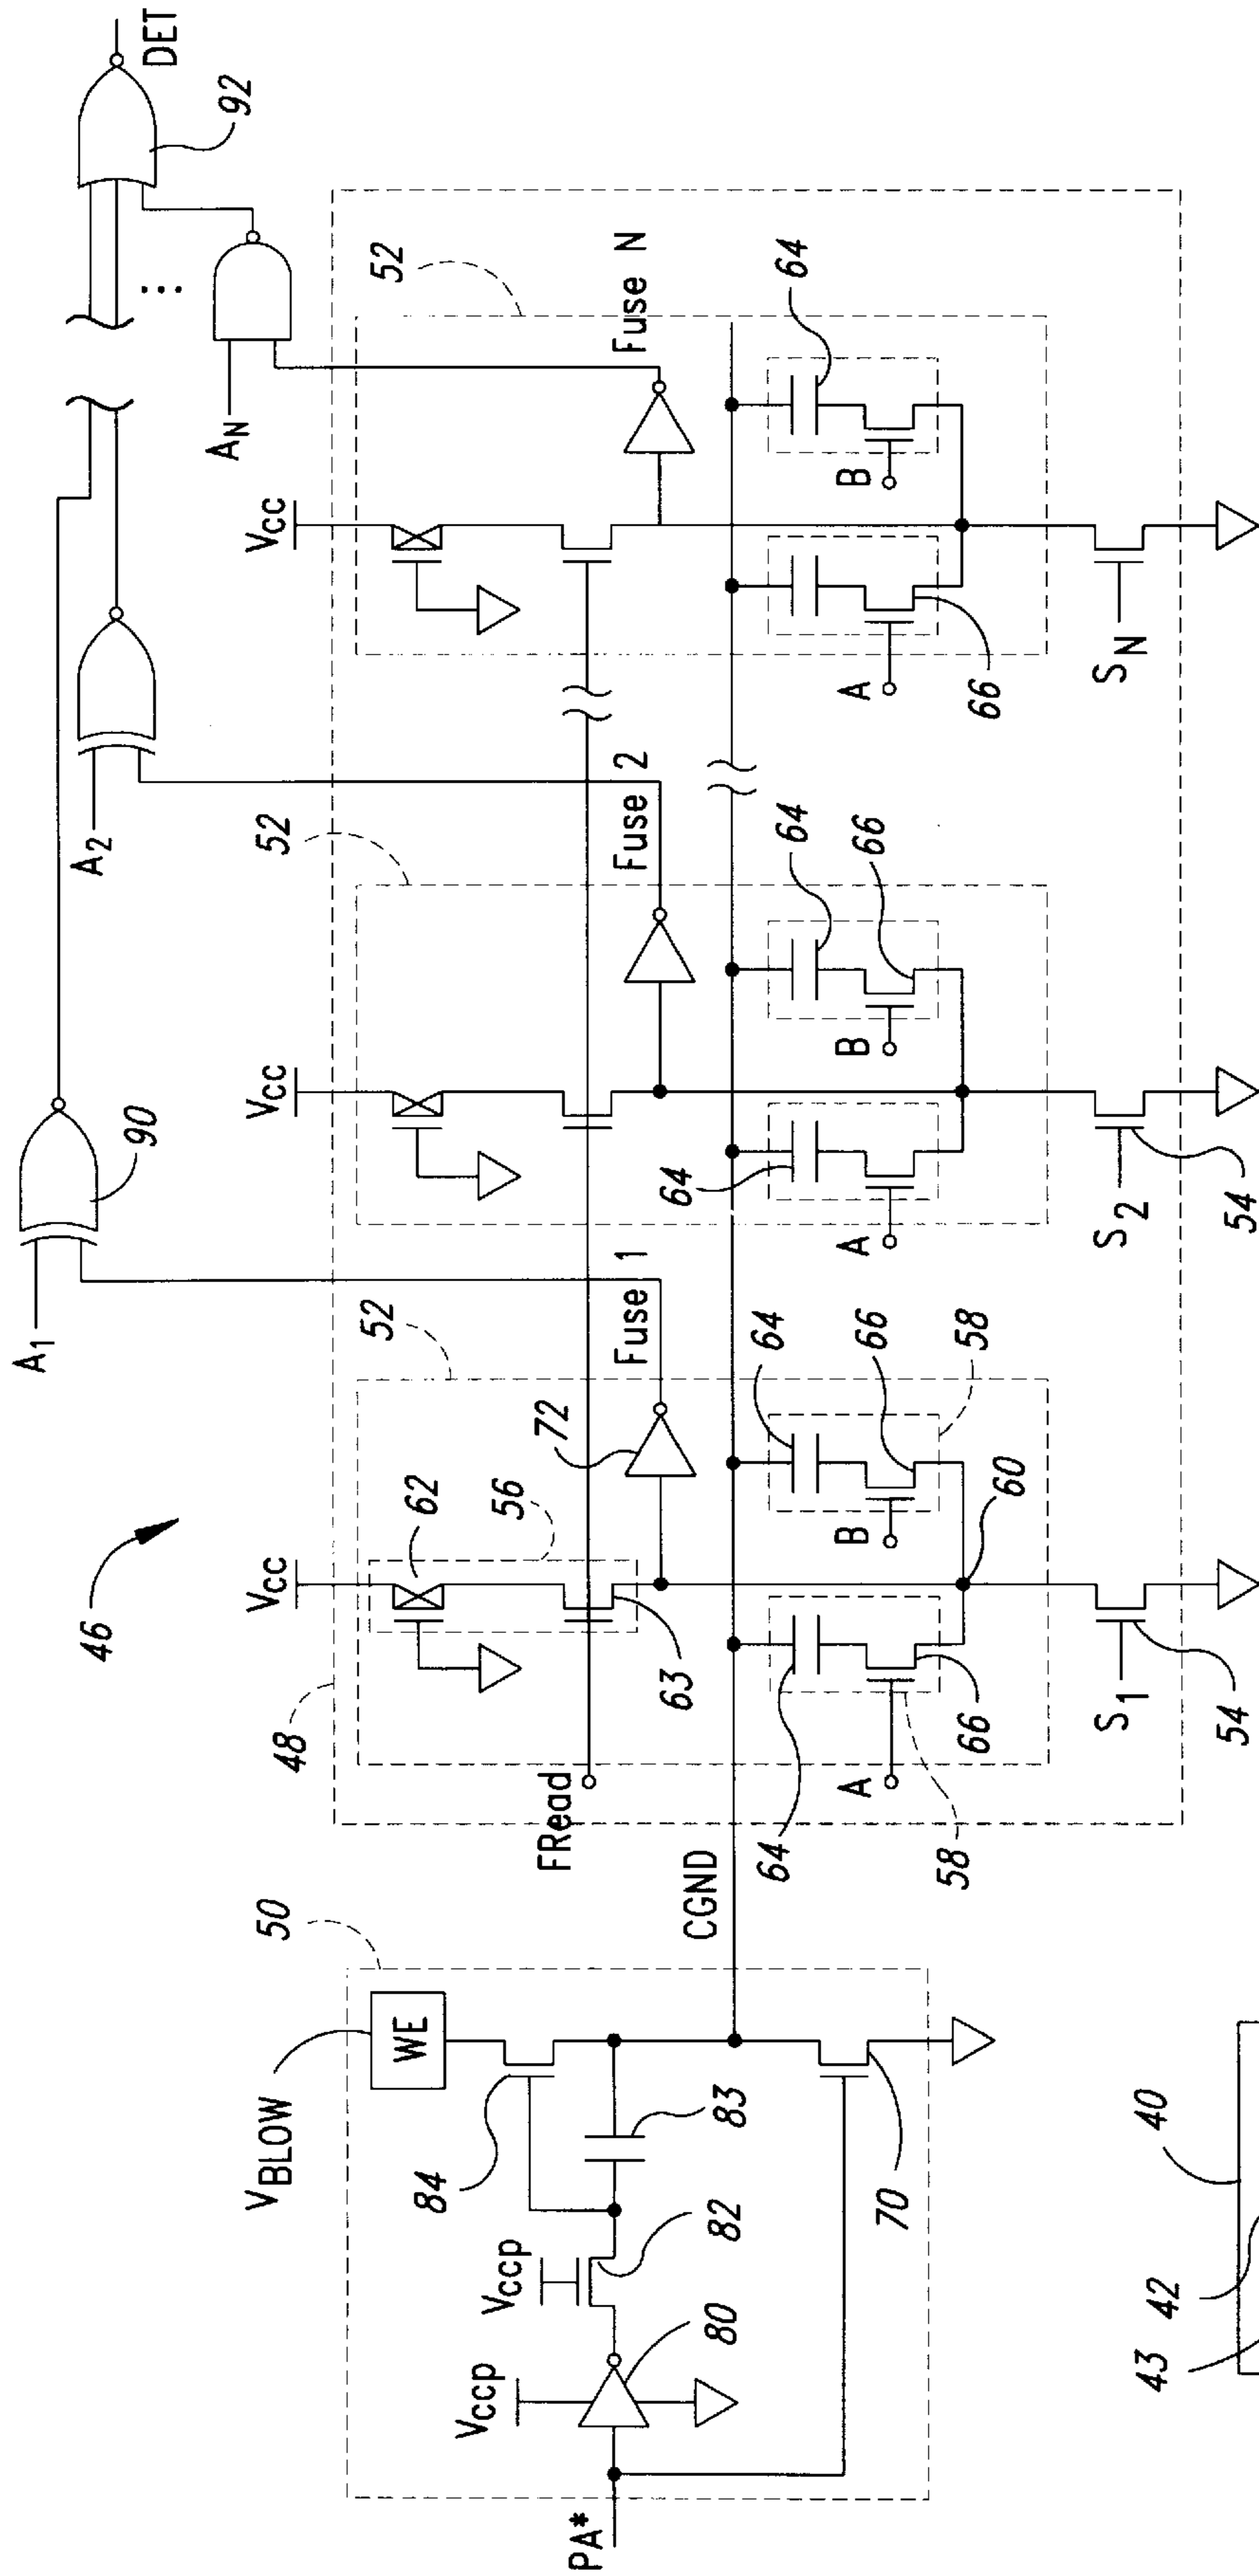 46
A1
90
A2
AN
92
DET
48
52
52
52
VCC
VCC
VCC
62
56
63
72
Fuse 1
Fuse 2
Fuse N
FRead
50
VBLOW
WE
84
83
82
VCCP
VCCP
80
PA*
70
CGND
64
64
64
64
64
A
B
A
B
A
B
66
66
66
66
58
58
60
S1
S2
SN
54
54
40
42
43